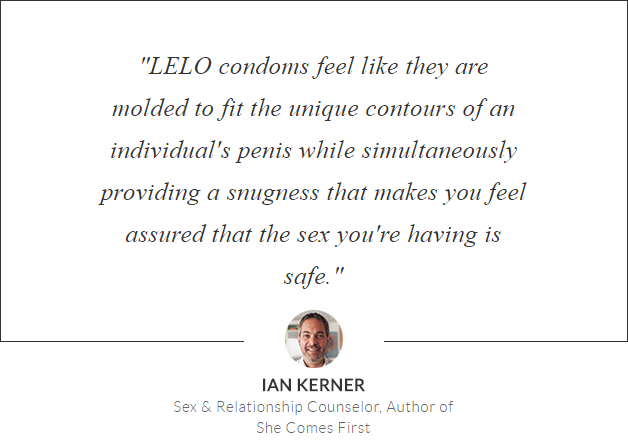 "LELO condoms feel like they are
molded to fit the unique contours of an
individual's penis while simultaneously
providing a snugness that makes you feel
assured that the sex you're having is
safe."
IAN KERNER
Sex & Relationship Counselor, Author of
She Comes First